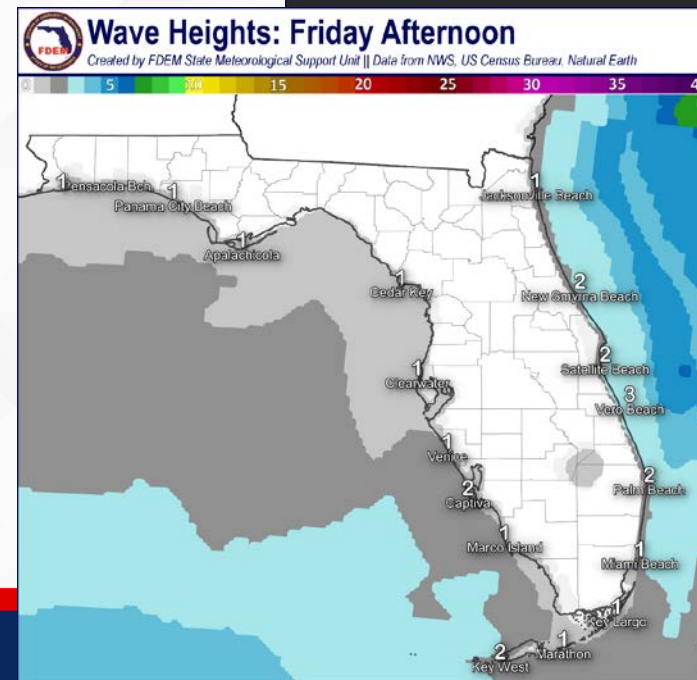 FDEM
Wave Heights: Friday Afternoon
Created by FDEM State Meteorological Support Unit || Data from NWS, US Census Bureau, Natural Earth
0 5 10 15 20 25 30 35 4
1
Pensacola Bch
1
Panama City Beach
1
Jacksonville Beach
1
Apalachicola
1
Cedar Key
2
New Smyrna Beach
2
Satellite Beach
1
Clearwater
3
Vero Beach
1
Venice
2
Captiva
2
Palm Beach
1
Marco Island
1
Miami Beach
1
Key Largo
1
Marathon
2
Key West